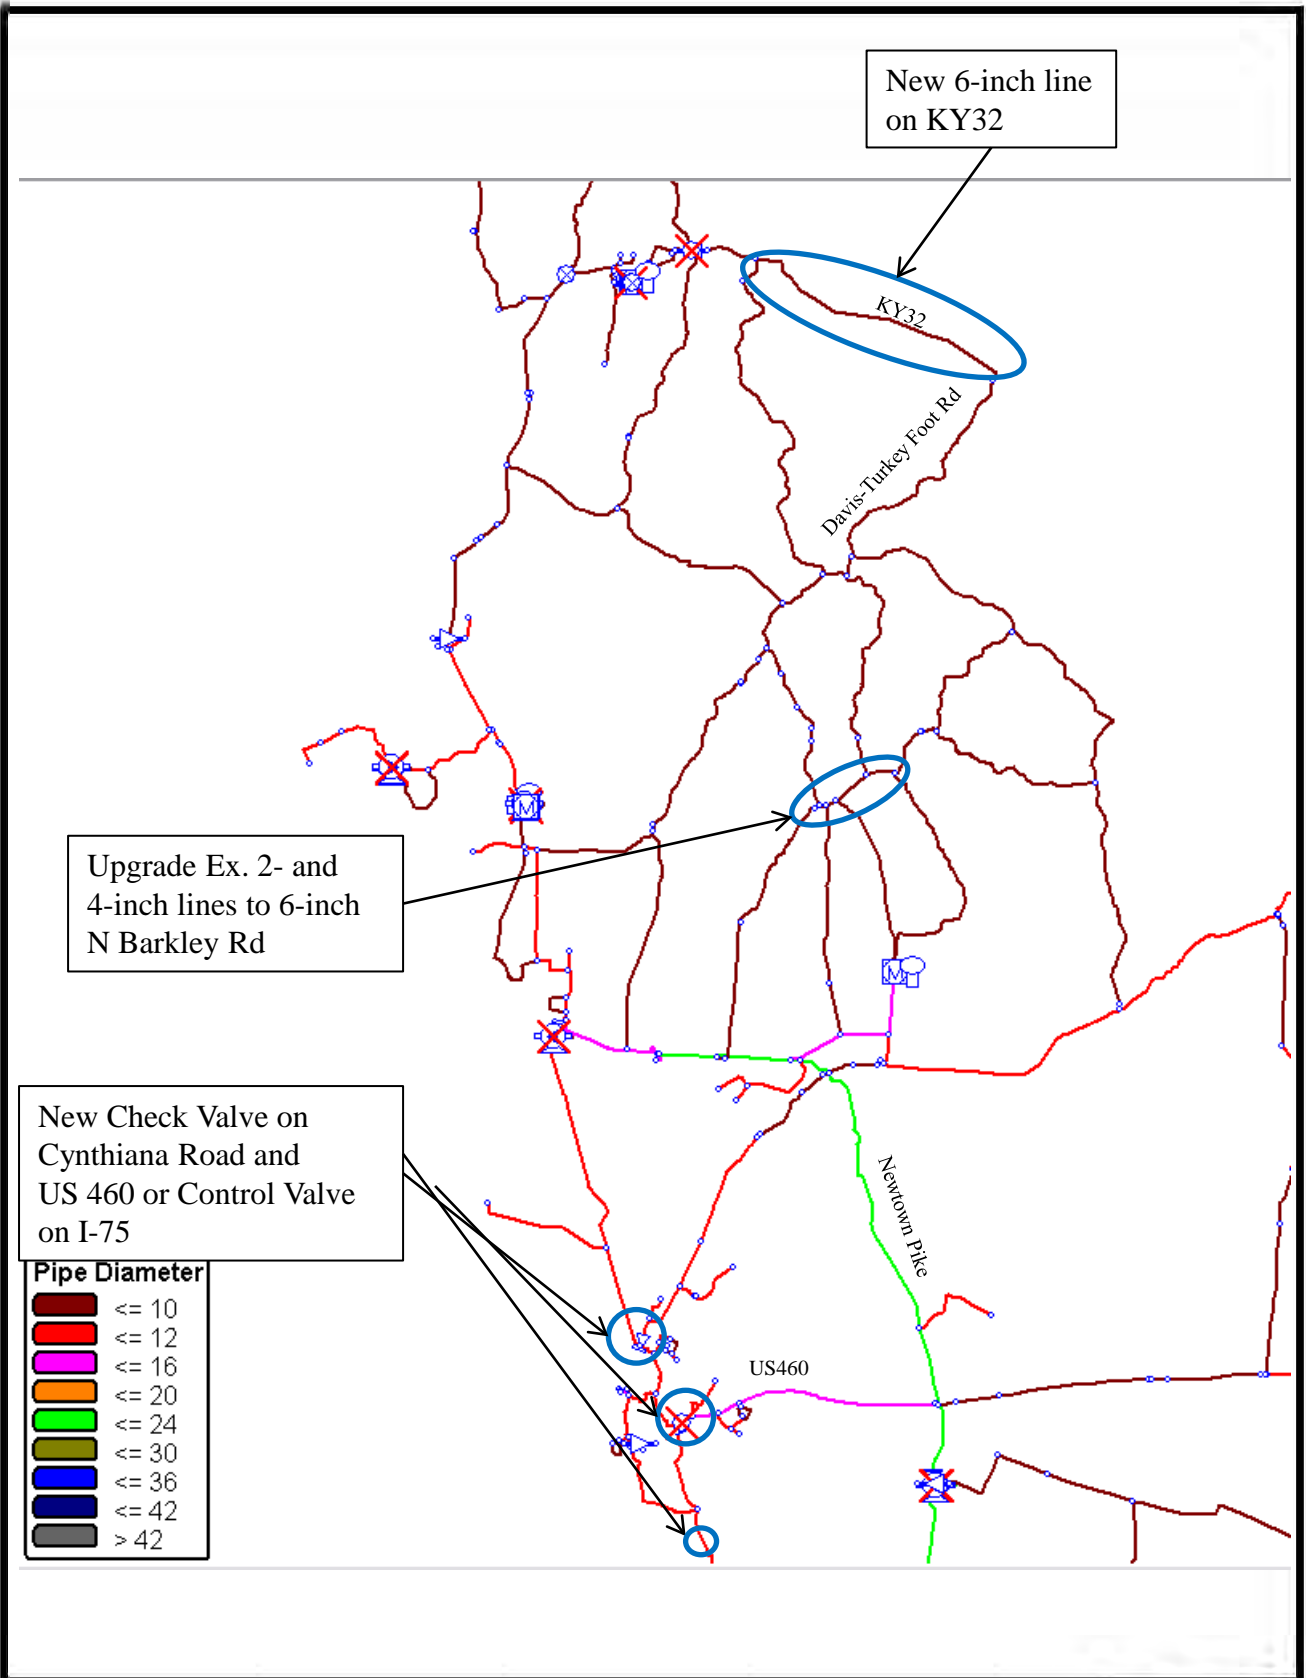 New 6-inch line
on KY32
KY32
Davis-Turkey Foot Rd
M
Upgrade Ex. 2- and
4-inch lines to 6-inch
N Barkley Rd
M
New Check Valve on
Cynthiana Road and
US 460 or Control Valve
on I-75
Newtown Pike
US460
Pipe Diameter
<= 10
<= 12
<= 16
<= 20
<= 24
<= 30
<= 36
<= 42
> 42